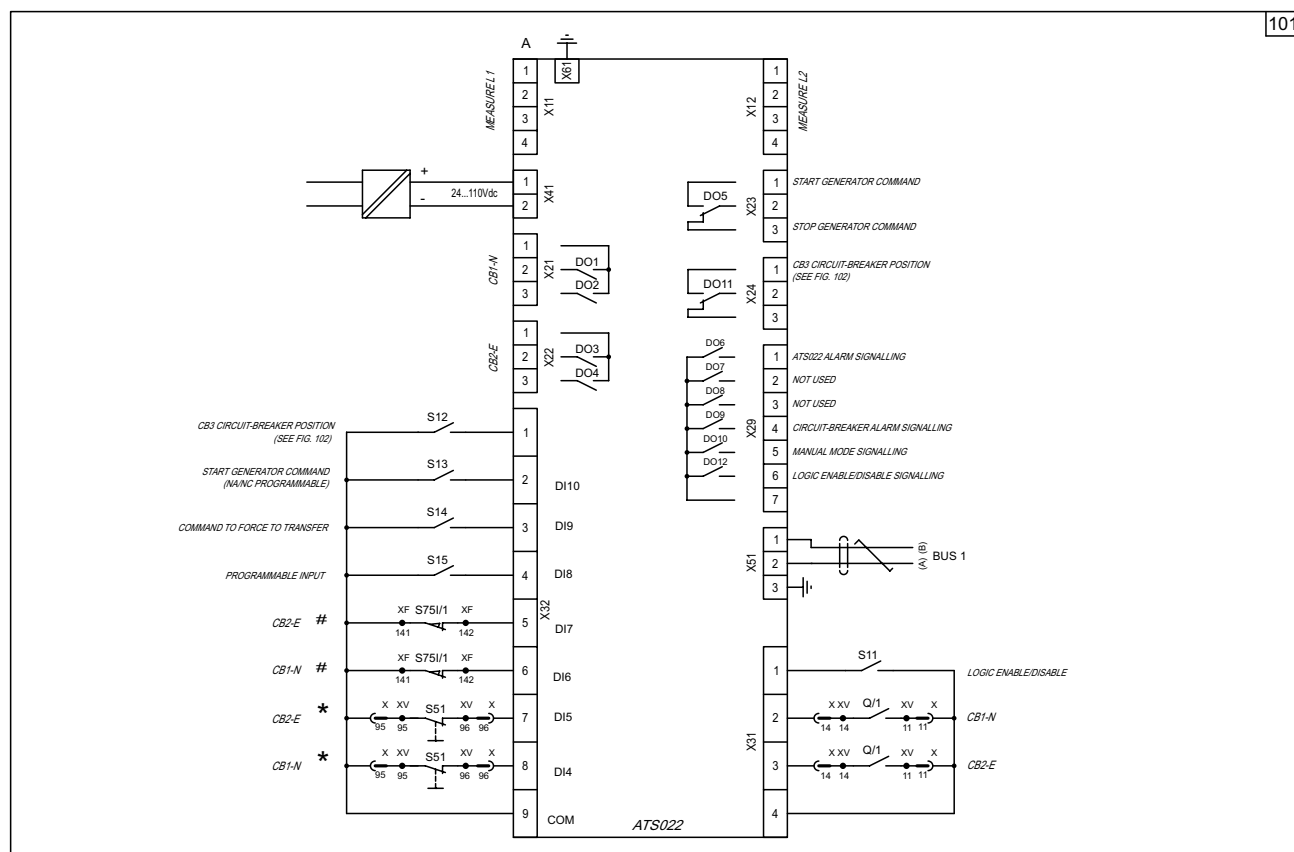 101
A
X61
MEASURE L1
1
2
3
4
X11
+
-
24...110Vdc
1
2
X41
CB1-N
1
2
3
X21
DO1
DO2
CB2-E
1
2
3
X22
DO3
DO4
CB3 CIRCUIT-BREAKER POSITION
(SEE FIG. 102)
S12
1
START GENERATOR COMMAND
(NA/NC PROGRAMMABLE)
S13
2
DI10
COMMAND TO FORCE TO TRANSFER
S14
3
DI9
PROGRAMMABLE INPUT
S15
4
DI8
X32
CB2-E #
XF S75I/1 XF
141 142
5
DI7
CB1-N #
XF S75I/1 XF
141 142
6
DI6
CB2-E *
X XV S51 XV X
95 95 96 96
7
DI5
CB1-N *
X XV S51 XV X
95 95 96 96
8
DI4
9
COM
ATS022
1
2
3
4
X12
MEASURE L2
DO5
X23
1
2
3
START GENERATOR COMMAND
STOP GENERATOR COMMAND
DO11
X24
1
2
3
CB3 CIRCUIT-BREAKER POSITION
(SEE FIG. 102)
DO6
DO7
DO8
DO9
DO10
DO12
X29
1
ATS022 ALARM SIGNALLING
2
NOT USED
3
NOT USED
4
CIRCUIT-BREAKER ALARM SIGNALLING
5
MANUAL MODE SIGNALLING
6
LOGIC ENABLE/DISABLE SIGNALLING
7
X51
1
2
3
(B)
(A)
BUS 1
X31
1
S11
LOGIC ENABLE/DISABLE
2
X XV Q/1 XV X
14 14 11 11
CB1-N
3
X XV Q/1 XV X
14 14 11 11
CB2-E
4